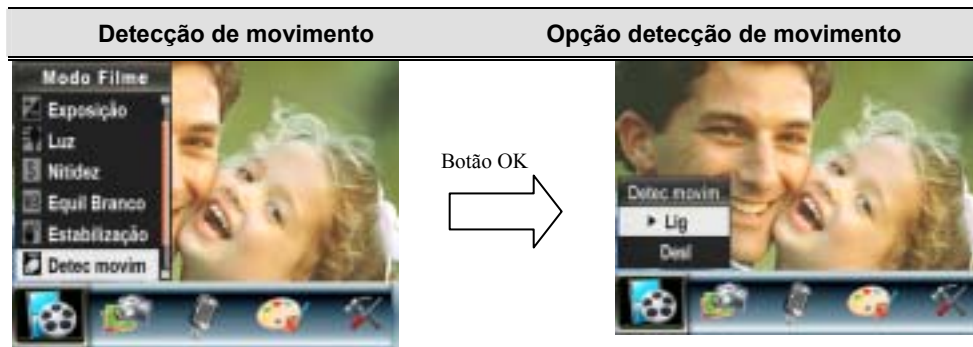 Detecção de movimento
Opção detecção de movimento
Modo Filme
Exposição
Luz
Nitidez
Equil Branco
Estabilização
Detec movim
Botão OK
Detec movim
Lig
Desl